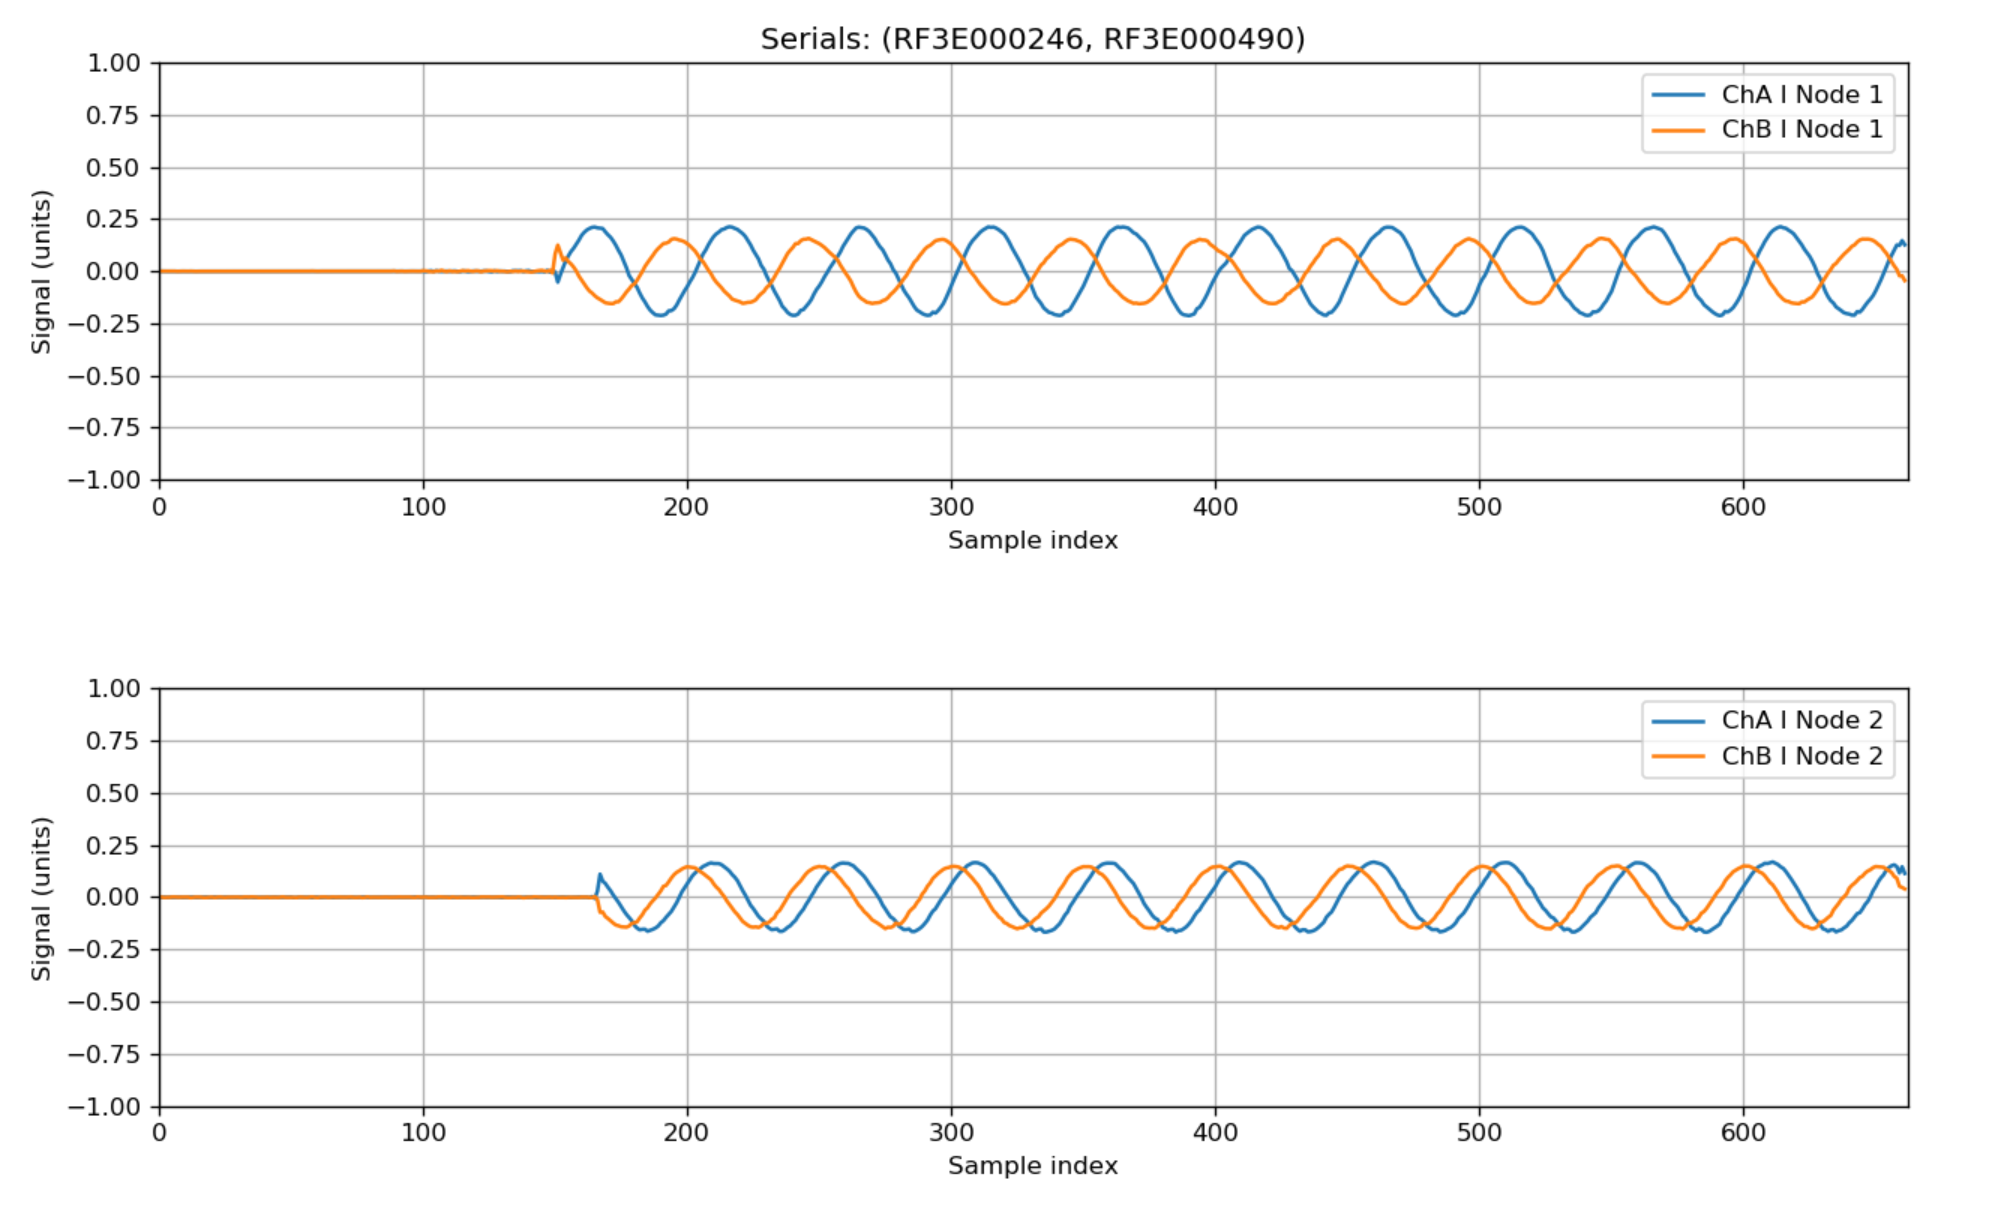 Serials: (RF3E000246, RF3E000490)
1.00
0.75
0.50
0.25
0.00
−0.25
−0.50
−0.75
−1.00
Signal (units)
ChA I Node 1
ChB I Node 1
0 100 200 300 400 500 600
Sample index
1.00
0.75
0.50
0.25
0.00
−0.25
−0.50
−0.75
−1.00
Signal (units)
ChA I Node 2
ChB I Node 2
0 100 200 300 400 500 600
Sample index